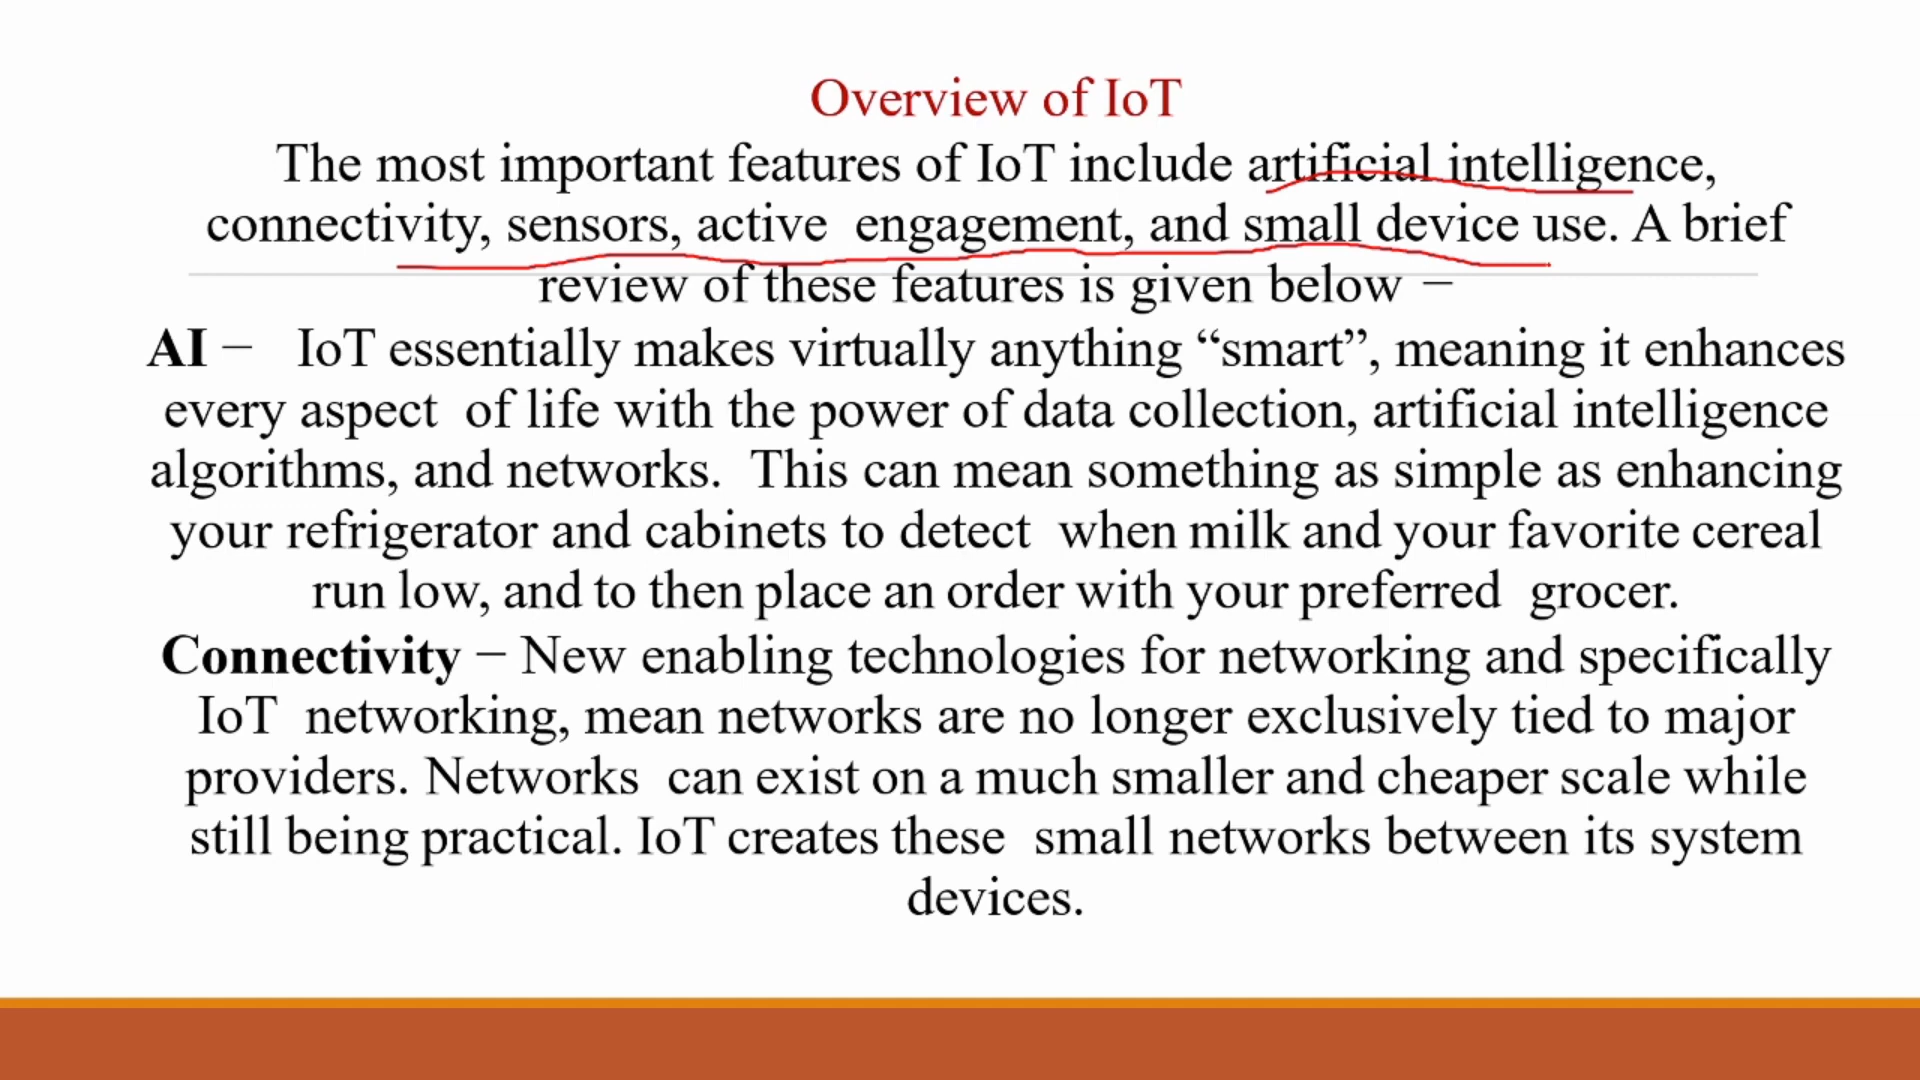 Overview of IoT
The most important features of IoT include artificial intelligence,
connectivity, sensors, active engagement, and small device use. A brief
review of these features is given below −
AI − IoT essentially makes virtually anything “smart”, meaning it enhances
every aspect of life with the power of data collection, artificial intelligence
algorithms, and networks. This can mean something as simple as enhancing
your refrigerator and cabinets to detect when milk and your favorite cereal
run low, and to then place an order with your preferred grocer.
Connectivity − New enabling technologies for networking and specifically
IoT networking, mean networks are no longer exclusively tied to major
providers. Networks can exist on a much smaller and cheaper scale while
still being practical. IoT creates these small networks between its system
devices.